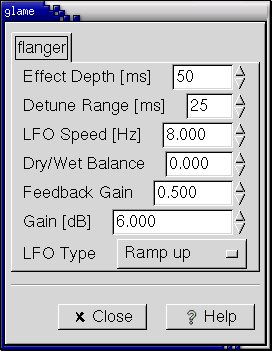 glame
flanger
Effect Depth [ms] 50
Detune Range [ms] 25
LFO Speed [Hz] 8.000
Dry/Wet Balance 0.000
Feedback Gain 0.500
Gain [dB] 6.000
LFO Type Ramp up
x Close ? Help